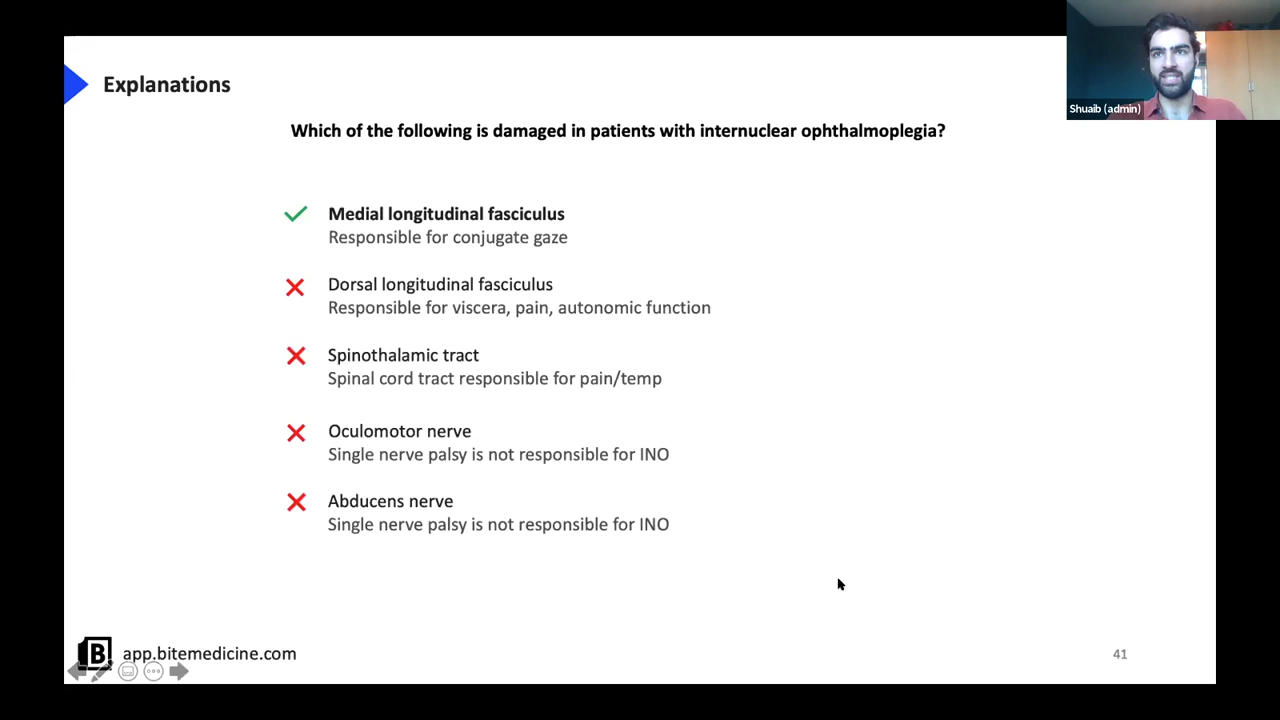 Explanations
Shuaib (admin)
Which of the following is damaged in patients with internuclear ophthalmoplegia?
Medial longitudinal fasciculus
Responsible for conjugate gaze
Dorsal longitudinal fasciculus
Responsible for viscera, pain, autonomic function
Spinothalamic tract
Spinal cord tract responsible for pain/temp
Oculomotor nerve
Single nerve palsy is not responsible for INO
Abducens nerve
Single nerve palsy is not responsible for INO
B app.bitemedicine.com
41